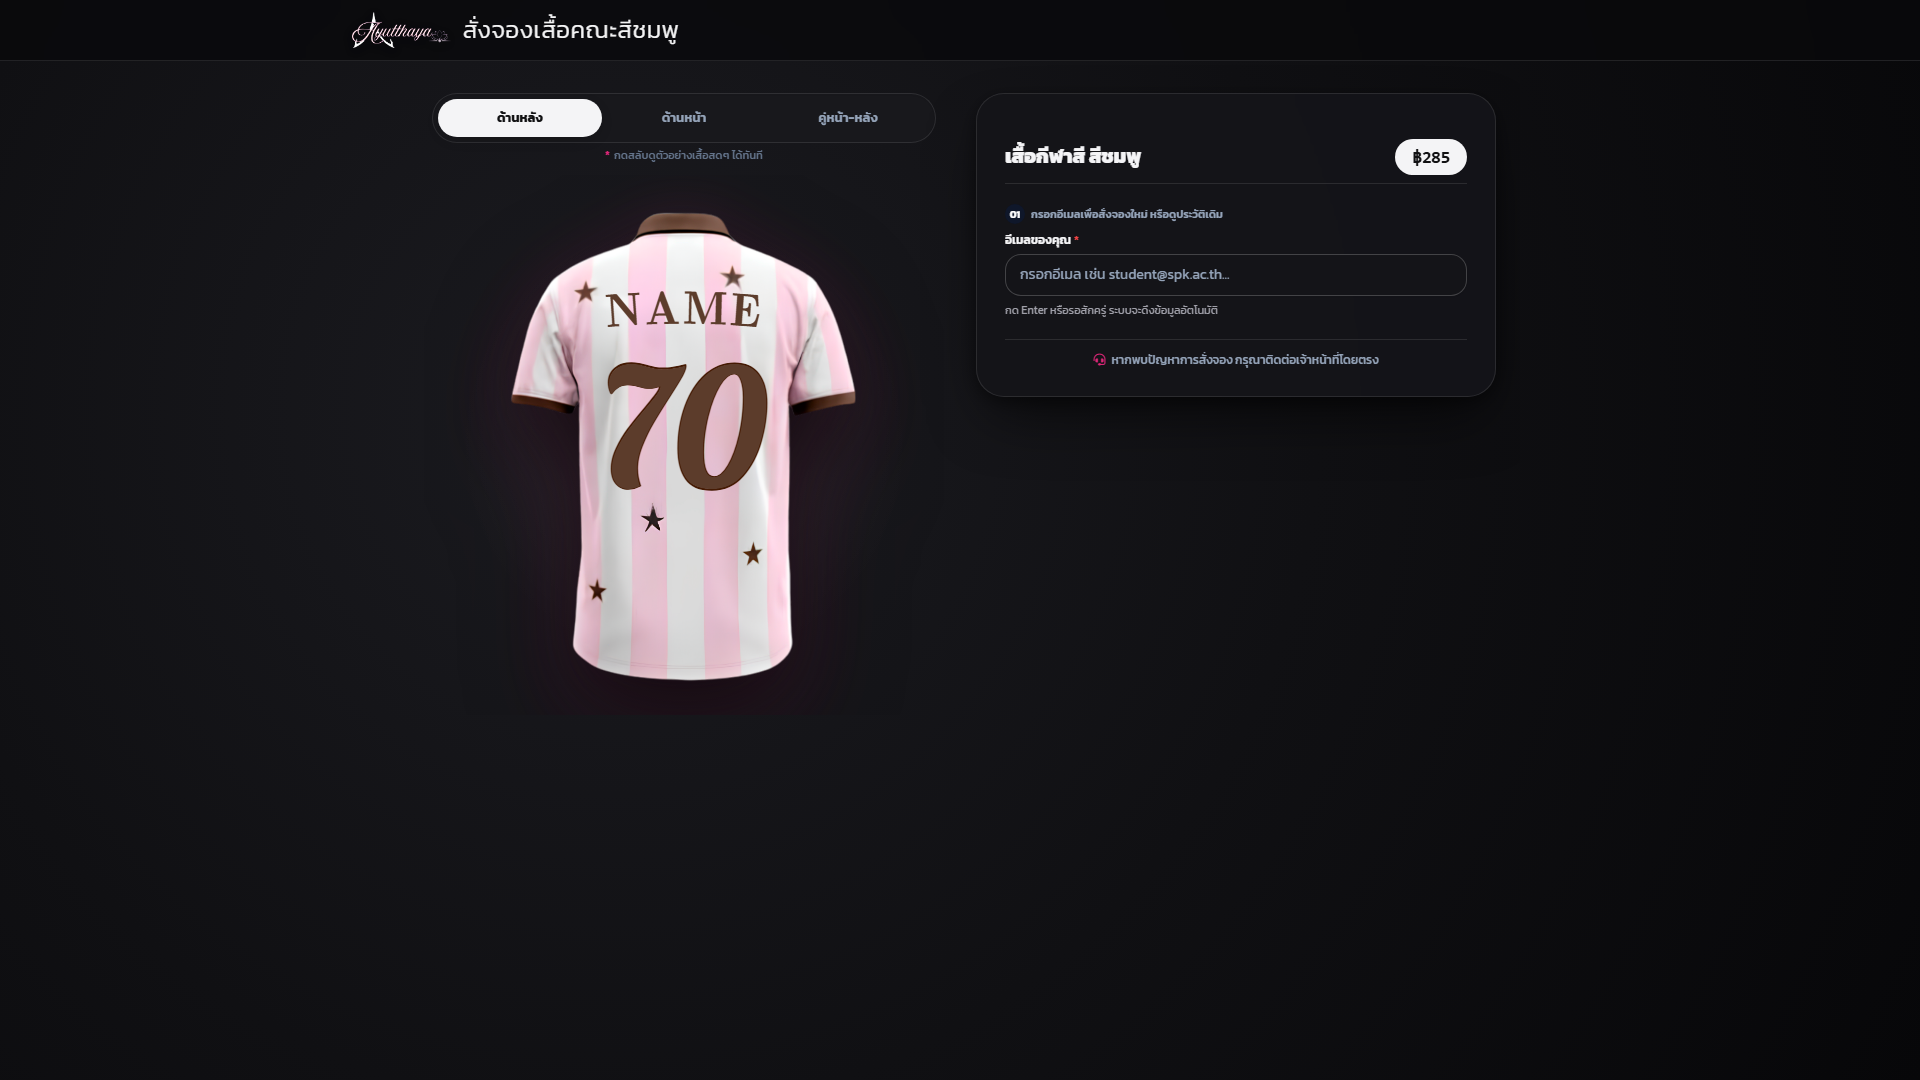 Ayutthaya
สั่งจองเสื้อคณะสีชมพู
ด้านหลัง
ด้านหน้า
คู่หน้า-หลัง
* กดสลับดูตัวอย่างเสื้อสดๆ ได้ทันที
NAME
70
เสื้อกีฬาสี สีชมพู
฿285
01 กรอกอีเมลเพื่อสั่งจองใหม่ หรือดูประวัติเดิม
อีเมลของคุณ *
กรอกอีเมล เช่น student@spk.ac.th...
กด Enter หรือรอสักครู่ ระบบจะดึงข้อมูลอัตโนมัติ
หากพบปัญหาการสั่งจอง กรุณาติดต่อเจ้าหน้าที่โดยตรง